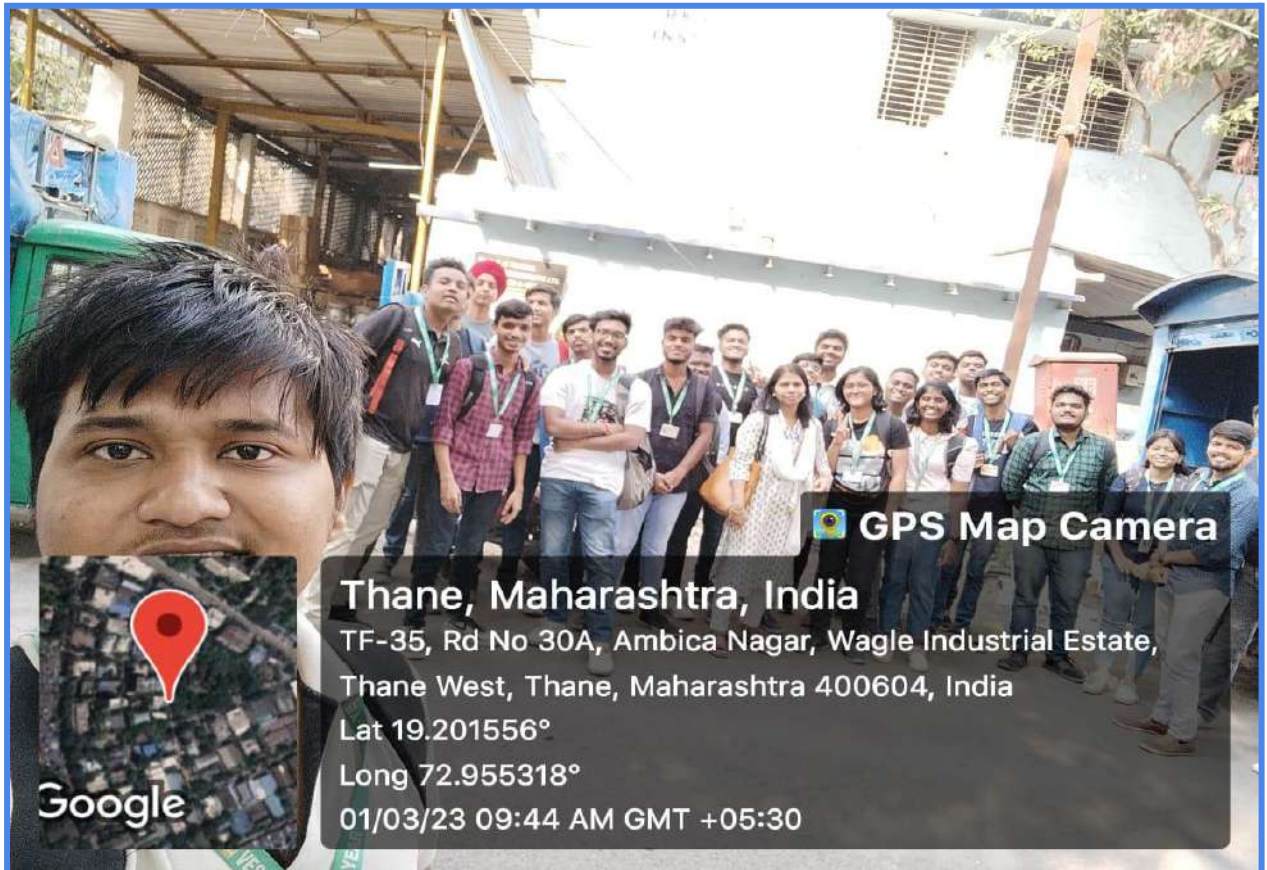 GPS Map Camera
Thane, Maharashtra, India
TF-35, Rd No 30A, Ambica Nagar, Wagle Industrial Estate,
Thane West, Thane, Maharashtra 400604, India
Lat 19.201556°
Long 72.955318°
01/03/23 09:44 AM GMT +05:30
Google